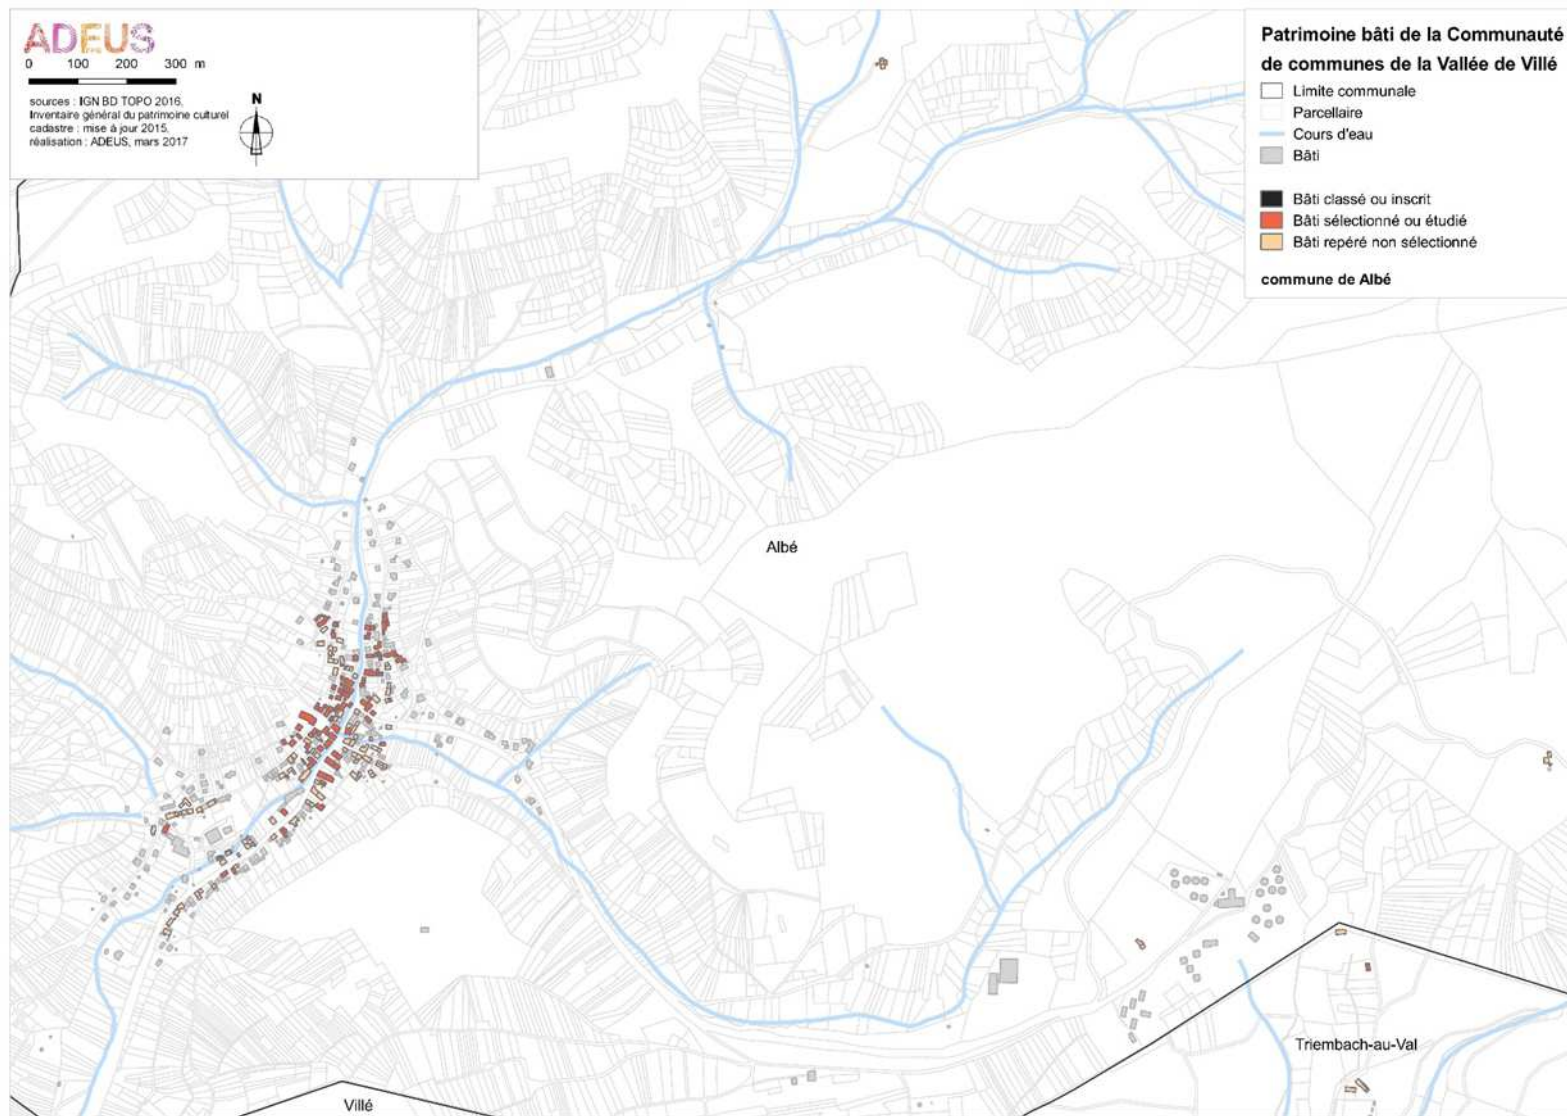 ADEUS
0 100 200 300 m
sources : IGN BD TOPO 2016,
Inventaire général du patrimoine culturel
cadastre : mise à jour 2015,
réalisation : ADEUS, mars 2017
N
Patrimoine bâti de la Communauté
de communes de la Vallée de Villé
Limite communale
Parcellaire
Cours d'eau
Bâti
Bâti classé ou inscrit
Bâti sélectionné ou étudié
Bâti repéré non sélectionné
commune de Albé
Albé
Triembach-au-Val
Villé